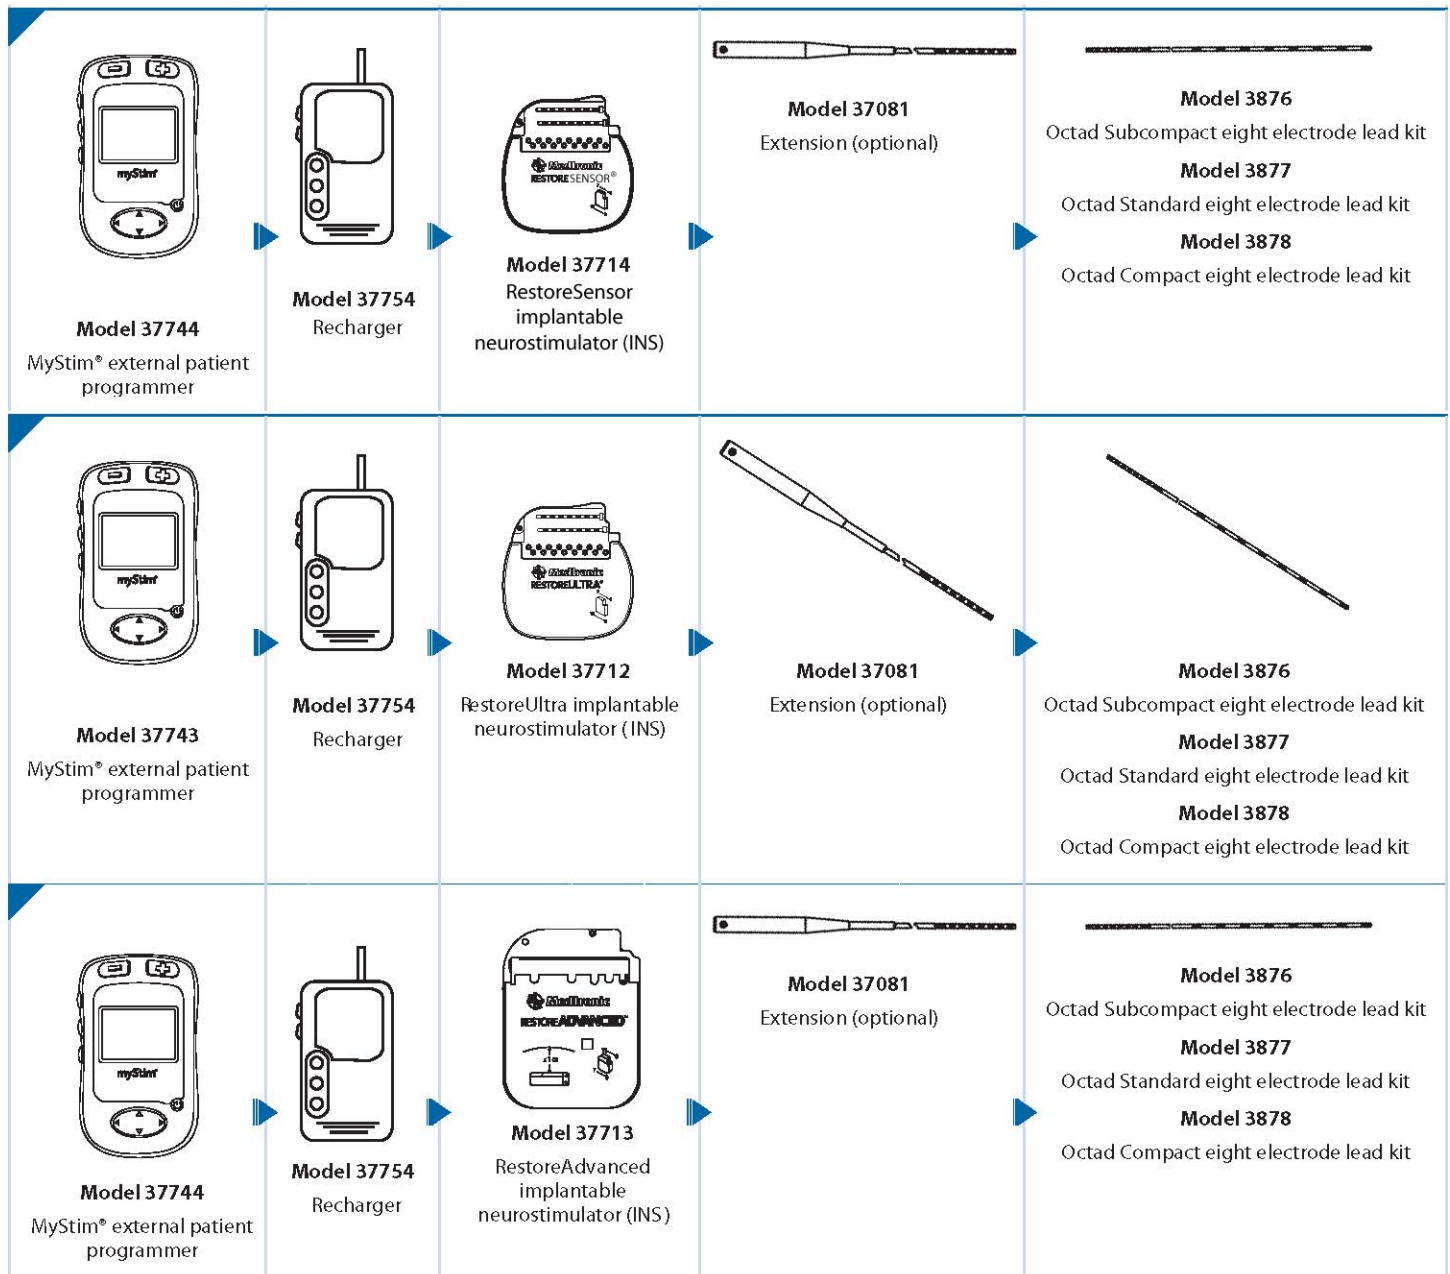 myStim®
Model 37744
MyStim® external patient
programmer
Model 37754
Recharger
Medtronic
RESTORESENSOR®
Model 37714
RestoreSensor
implantable
neurostimulator (INS)
Model 37081
Extension (optional)
Model 3876
Octad Subcompact eight electrode lead kit
Model 3877
Octad Standard eight electrode lead kit
Model 3878
Octad Compact eight electrode lead kit
myStim®
Model 37743
MyStim® external patient
programmer
Model 37754
Recharger
Medtronic
RESTOREULTRA®
Model 37712
RestoreUltra implantable
neurostimulator (INS)
Model 37081
Extension (optional)
Model 3876
Octad Subcompact eight electrode lead kit
Model 3877
Octad Standard eight electrode lead kit
Model 3878
Octad Compact eight electrode lead kit
myStim®
Model 37744
MyStim® external patient
programmer
Model 37754
Recharger
Medtronic
RESTOREADVANCED™
Model 37713
RestoreAdvanced
implantable
neurostimulator (INS)
Model 37081
Extension (optional)
Model 3876
Octad Subcompact eight electrode lead kit
Model 3877
Octad Standard eight electrode lead kit
Model 3878
Octad Compact eight electrode lead kit